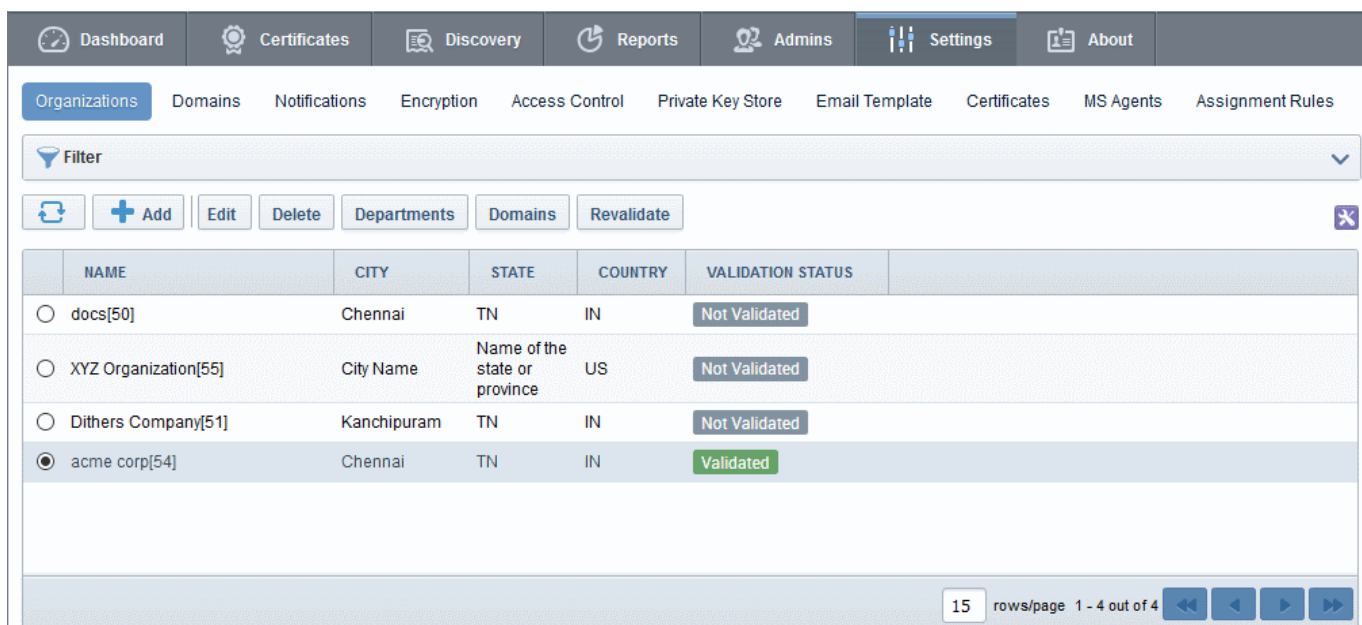 Dashboard Certificates Discovery Reports Admins Settings About
Organizations Domains Notifications Encryption Access Control Private Key Store Email Template Certificates MS Agents Assignment Rules
Filter
Add Edit Delete Departments Domains Revalidate
NAME CITY STATE COUNTRY VALIDATION STATUS
docs[50] Chennai TN IN Not Validated
XYZ Organization[55] City Name Name of the state or province US Not Validated
Dithers Company[51] Kanchipuram TN IN Not Validated
acme corp[54] Chennai TN IN Validated
15 rows/page 1 - 4 out of 4